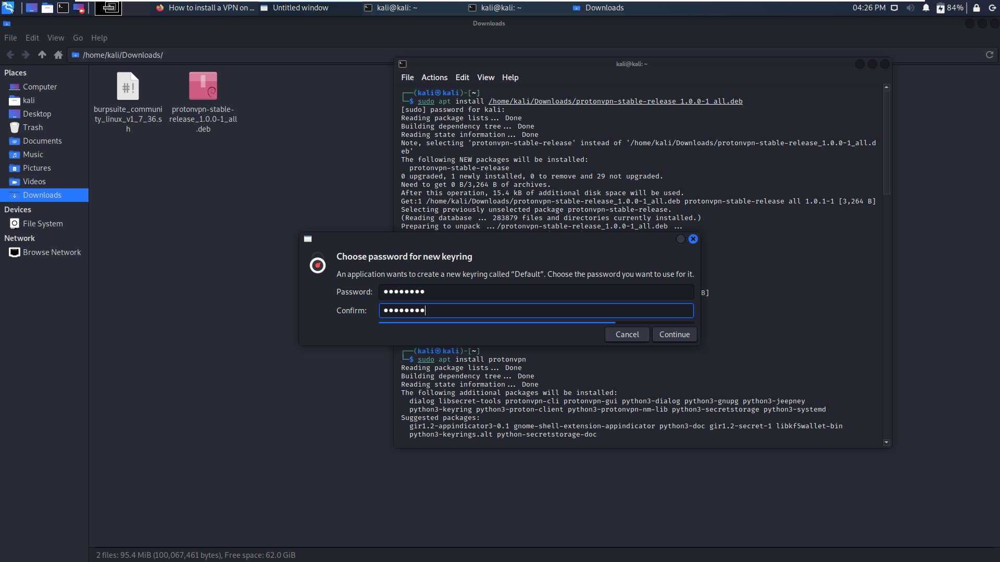 How to install a VPN on ...
Untitled window
kali@kali: ~
kali@kali: ~
Downloads
04:26 PM
84%
Downloads
File Edit View Go Help
/home/kali/Downloads/
Places
Computer
kali
Desktop
Trash
Documents
Music
Pictures
Videos
Downloads
Devices
File System
Network
Browse Network
#!
burpsuite_communi
ty_linux_v1_7_36.s
h
protonvpn-stable-
release_1.0.0-1_all
.deb
kali@kali: ~
File Actions Edit View Help
┌──(kali㉿kali)-[~]
└─$ sudo apt install /home/kali/Downloads/protonvpn-stable-release_1.0.0-1_all.deb
[sudo] password for kali:
Reading package lists... Done
Building dependency tree... Done
Reading state information... Done
Note, selecting 'protonvpn-stable-release' instead of '/home/kali/Downloads/protonvpn-stable-release_1.0.0-1_all.d
eb'
The following NEW packages will be installed:
protonvpn-stable-release
0 upgraded, 1 newly installed, 0 to remove and 29 not upgraded.
Need to get 0 B/3,264 B of archives.
After this operation, 15.4 kB of additional disk space will be used.
Get:1 /home/kali/Downloads/protonvpn-stable-release_1.0.0-1_all.deb protonvpn-stable-release all 1.0.1-1 [3,264 B]
Selecting previously unselected package protonvpn-stable-release.
(Reading database ... 283879 files and directories currently installed.)
Preparing to unpack .../protonvpn-stable-release_1.0.0-1_all.deb ...
Choose password for new keyring
An application wants to create a new keyring called “Default”. Choose the password you want to use for it.
Password: ●●●●●●●●
B]
Confirm: ●●●●●●●●
Cancel Continue
┌──(kali㉿kali)-[~]
└─$ sudo apt install protonvpn
Reading package lists... Done
Building dependency tree... Done
Reading state information... Done
The following additional packages will be installed:
dialog libsecret-tools protonvpn-cli protonvpn-gui python3-dialog python3-gnupg python3-jeepney
python3-keyring python3-proton-client python3-protonvpn-nm-lib python3-secretstorage python3-systemd
Suggested packages:
gir1.2-appindicator3-0.1 gnome-shell-extension-appindicator python3-doc gir1.2-secret-1 libkf5wallet-bin
python3-keyrings.alt python-secretstorage-doc
2 files: 95.4 MiB (100,067,461 bytes), Free space: 62.0 GiB